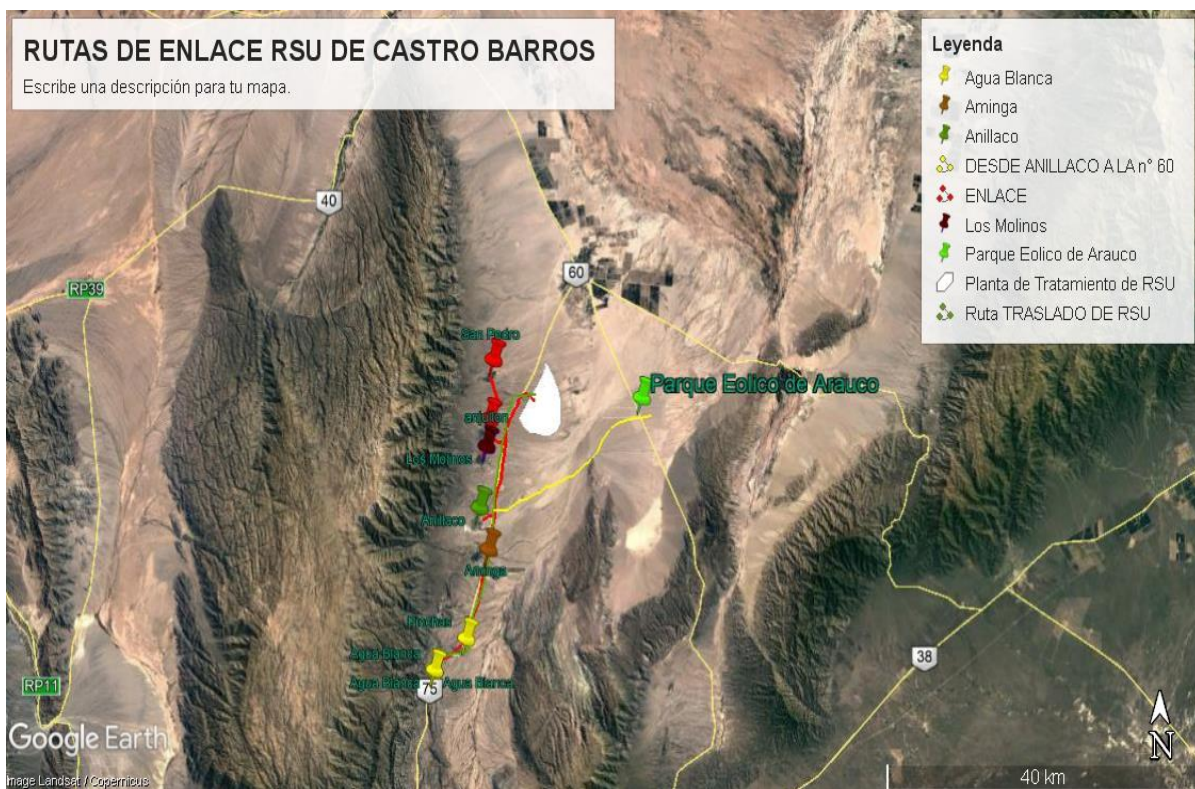 RUTAS DE ENLACE RSU DE CASTRO BARROS
Escribe una descripción para tu mapa.
Leyenda
Agua Blanca
Aminga
Anillaco
DESDE ANILLACO A LA n° 60
ENLACE
Los Molinos
Parque Eolico de Arauco
Planta de Tratamiento de RSU
Ruta TRASLADO DE RSU
40
60
RP39
San Pedro
Parque Eolico de Arauco
Los Molinos
Anillaco
Aminga
Pinchas
Agua Blanca
Agua Blanca
Agua Blanca
75
38
RP11
Google Earth
Image Landsat / Copernicus
N
40 km